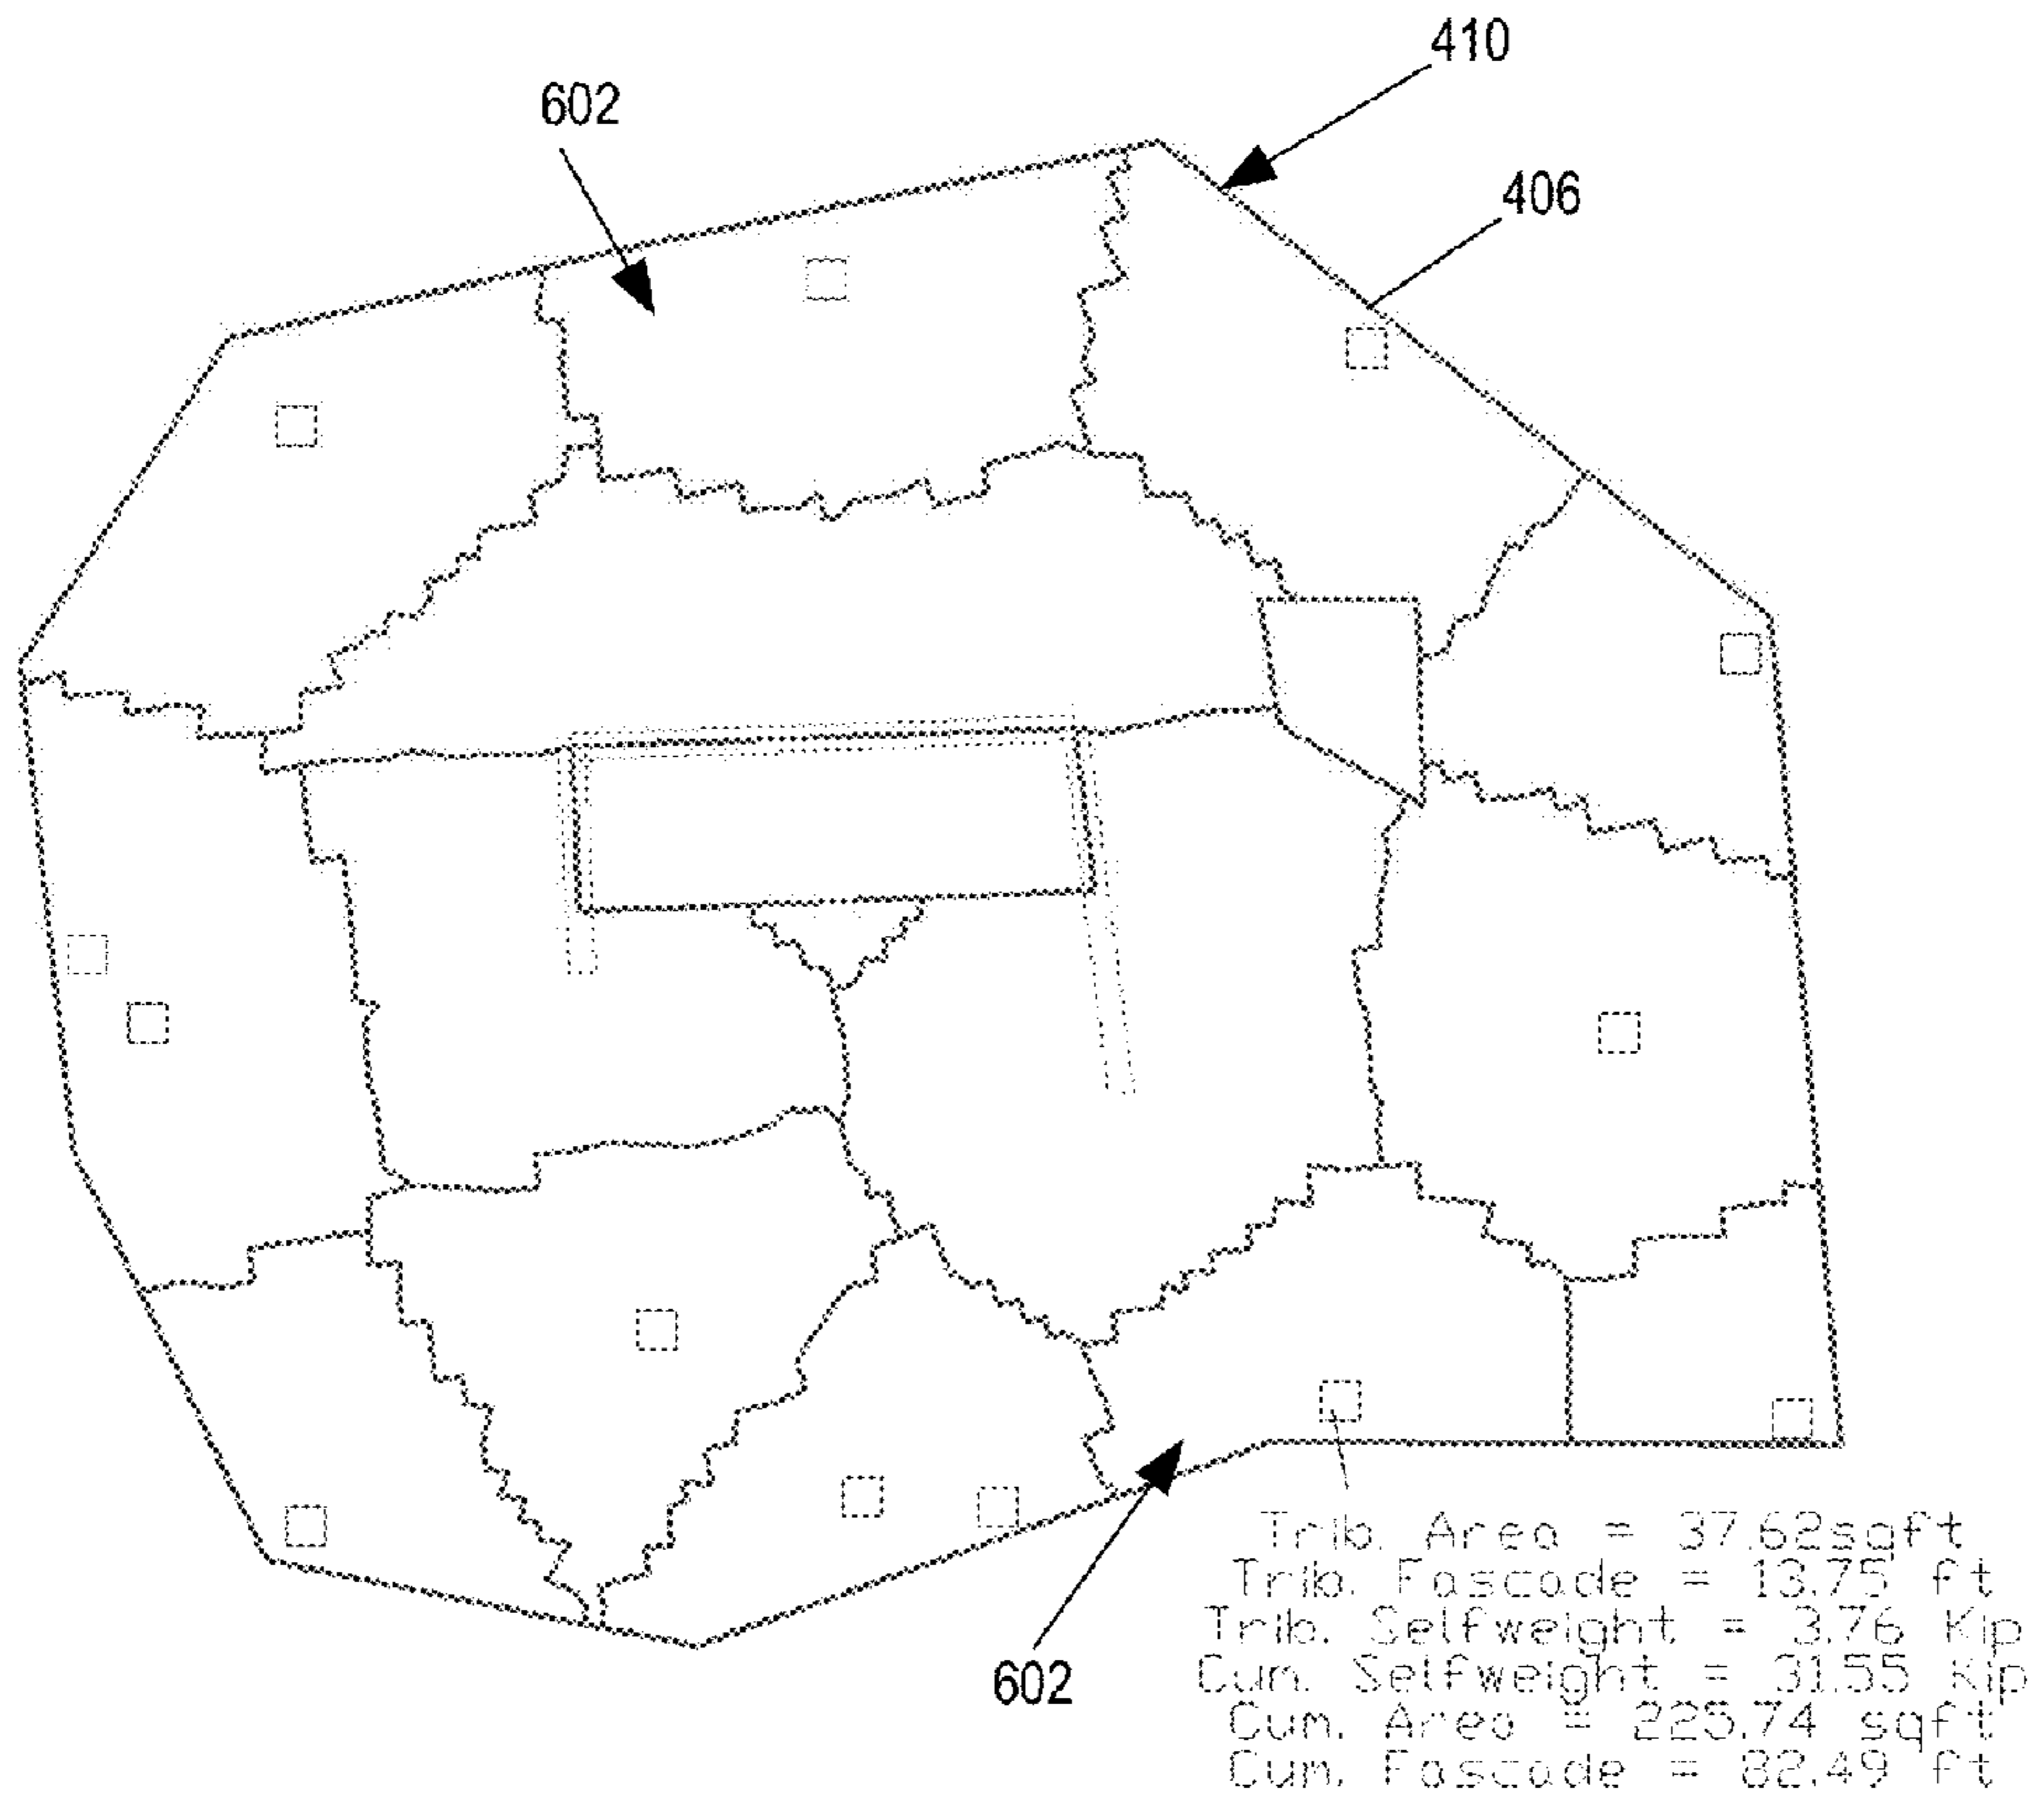 410
602
406
Trib. Area = 37.62sqft
Trib. Fascade = 13.75 ft
Trib. Selfweight = 3.76 Kip
602
Cum. Selfweight = 31.55 Kip
Cum. Area = 225.74 sqft
Cum. Fascade = 82.49 ft